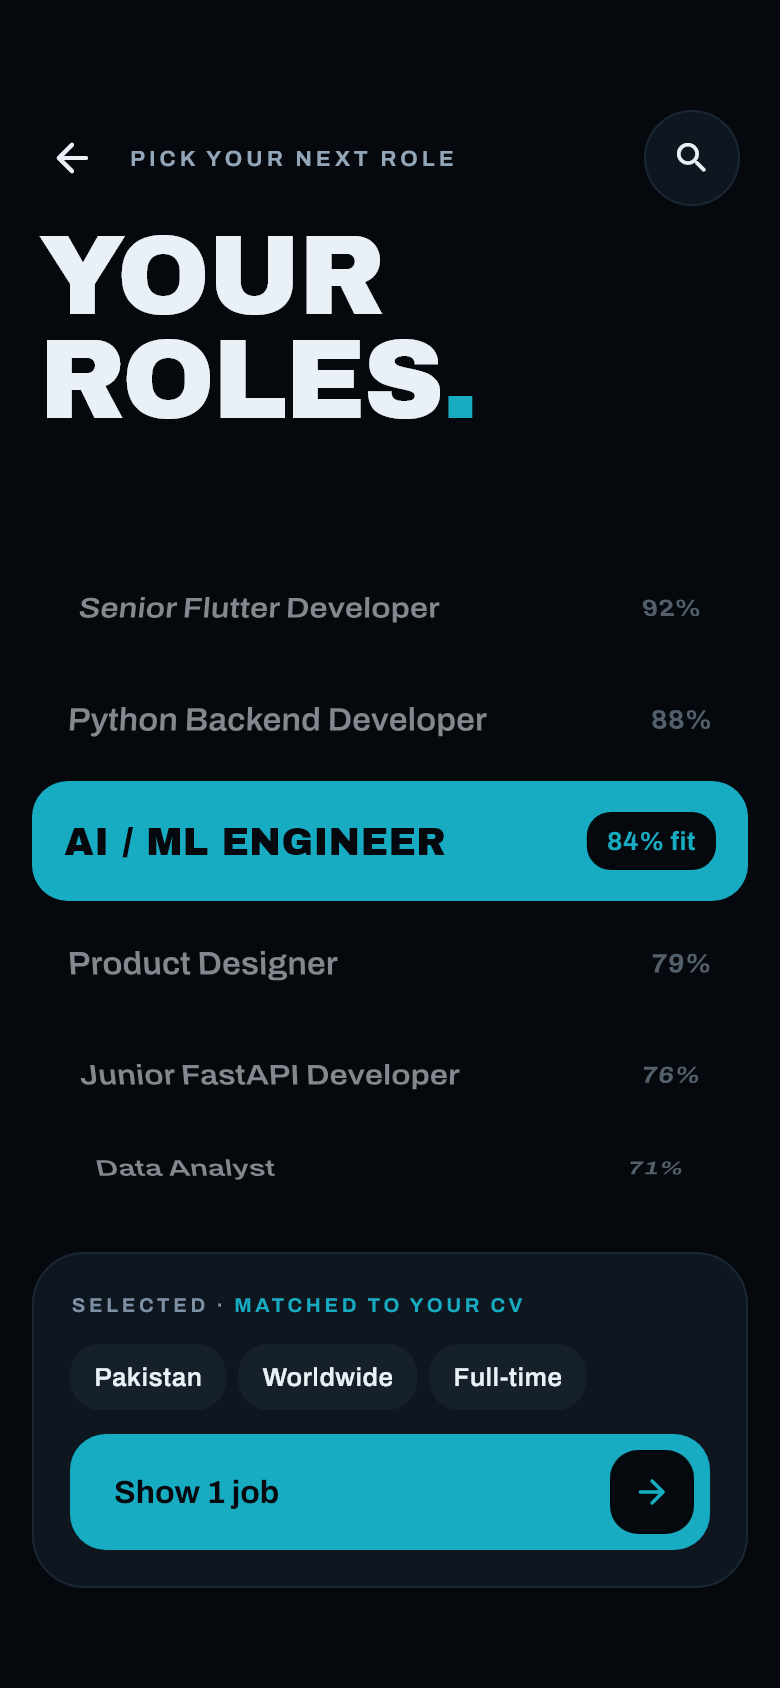 PICK YOUR NEXT ROLE
YOUR
ROLES.
Senior Flutter Developer 92%
Python Backend Developer 88%
AI / ML ENGINEER 84% fit
Product Designer 79%
Junior FastAPI Developer 76%
Data Analyst 71%
SELECTED · MATCHED TO YOUR CV
Pakistan Worldwide Full-time
Show 1 job